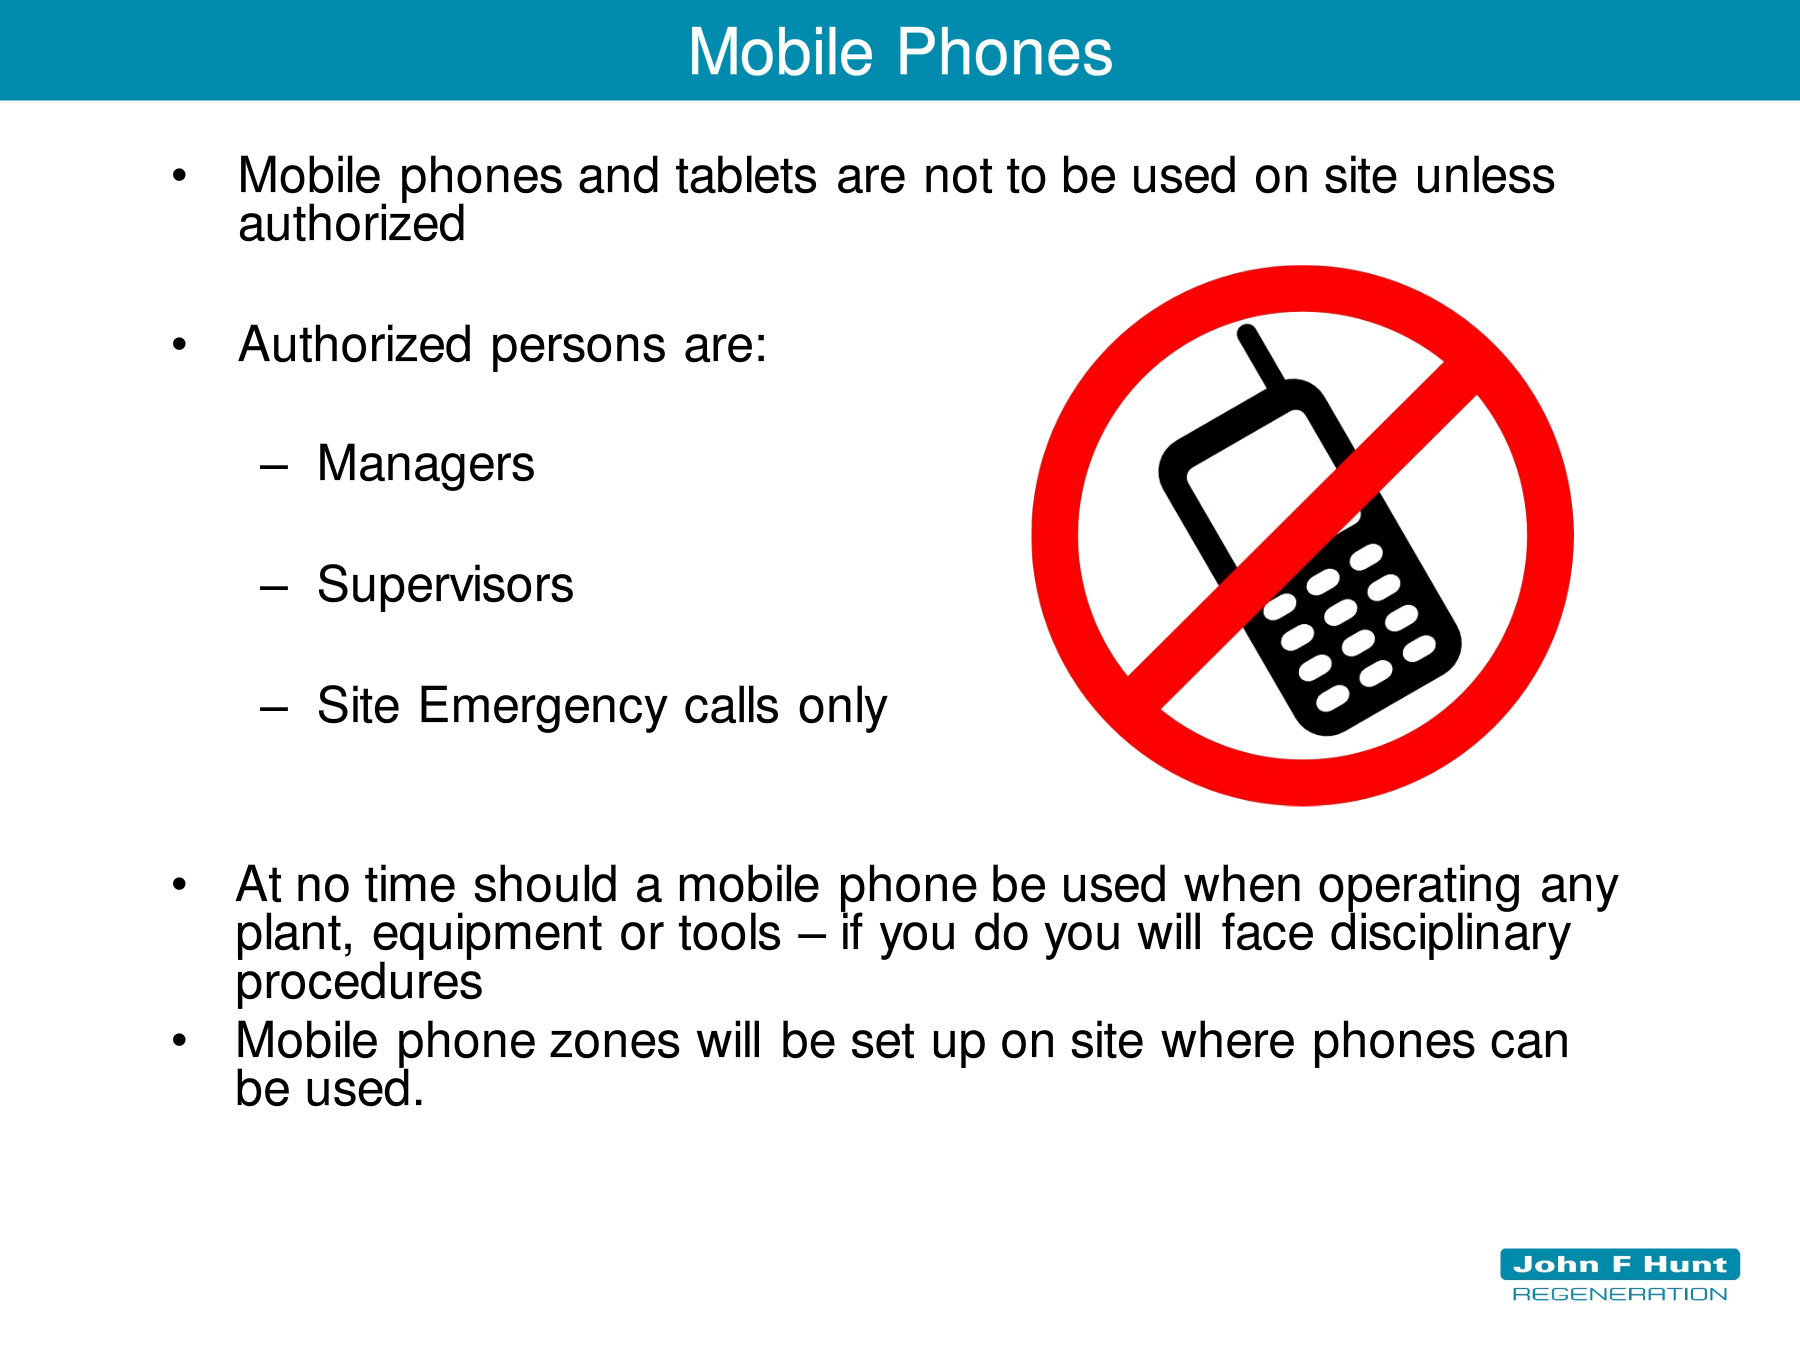 Mobile Phones
• Mobile phones and tablets are not to be used on site unless
authorized
• Authorized persons are:
– Managers
– Supervisors
– Site Emergency calls only
• At no time should a mobile phone be used when operating any
plant, equipment or tools – if you do you will face disciplinary
procedures
• Mobile phone zones will be set up on site where phones can
be used.
John F Hunt
REGENERATION